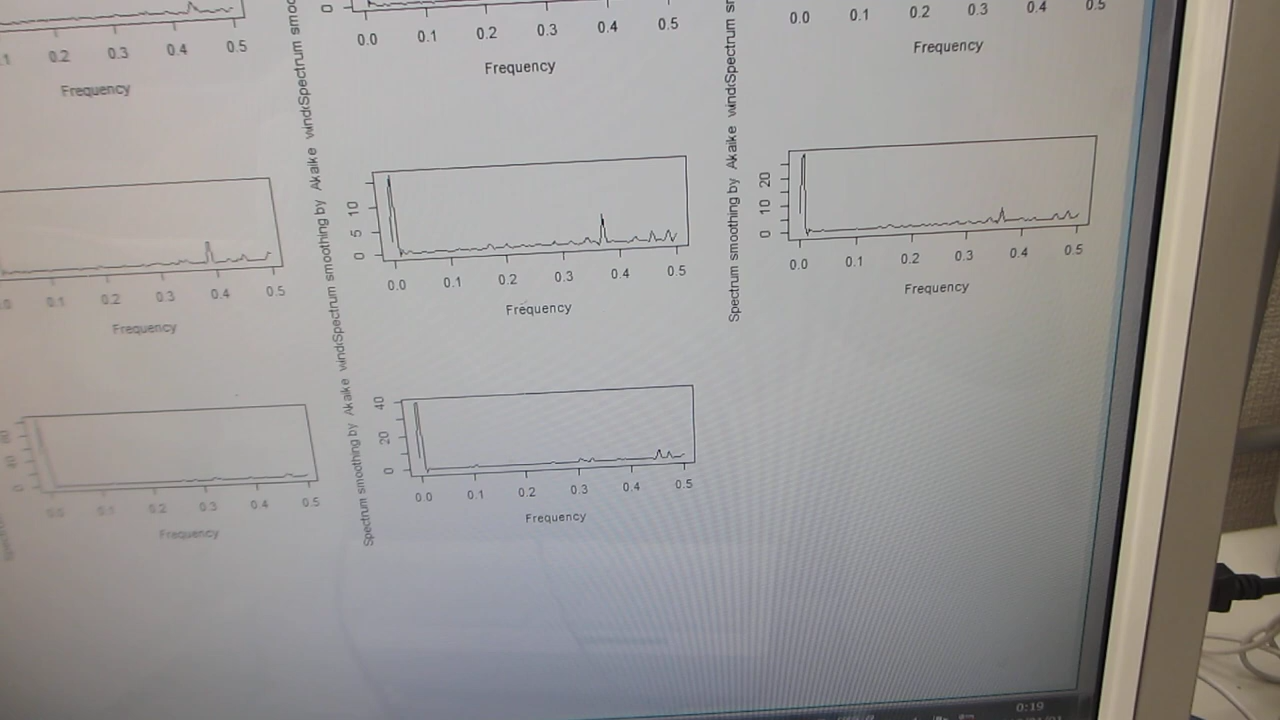 .1 0.2 0.3 0.4 0.5
Frequency
0
0.0 0.1 0.2 0.3 0.4 0.5
Frequency
0.0 0.1 0.2 0.3 0.4 0.5
Frequency
0.1 0.2 0.3 0.4 0.5
Frequency
Spectrum smoothing by Akaike wind
0 5 10
0.0 0.1 0.2 0.3 0.4 0.5
Frequency
Spectrum smoothing by Akaike wind
0 10 20
0.0 0.1 0.2 0.3 0.4 0.5
Frequency
0 40
0.0 0.1 0.2 0.3 0.4 0.5
Frequency
Spectrum smoothing by Akaike wind
0 20 40
0.0 0.1 0.2 0.3 0.4 0.5
Frequency
0:19